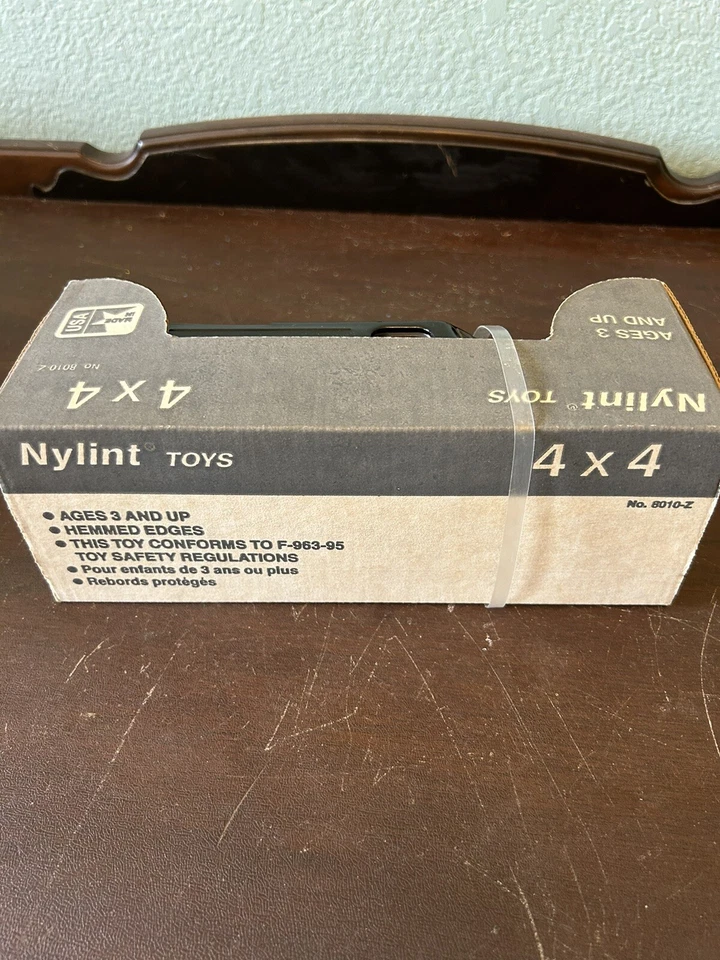 MADE IN
USA
No. 8010-Z
4 x 4
AGES 3
AND UP
Nylint® TOYS
Nylint® TOYS
4 x 4
No. 8010-Z
● AGES 3 AND UP
● HEMMED EDGES
● THIS TOY CONFORMS TO F-963-95
TOY SAFETY REGULATIONS
● Pour enfants de 3 ans ou plus
● Rebords protégés